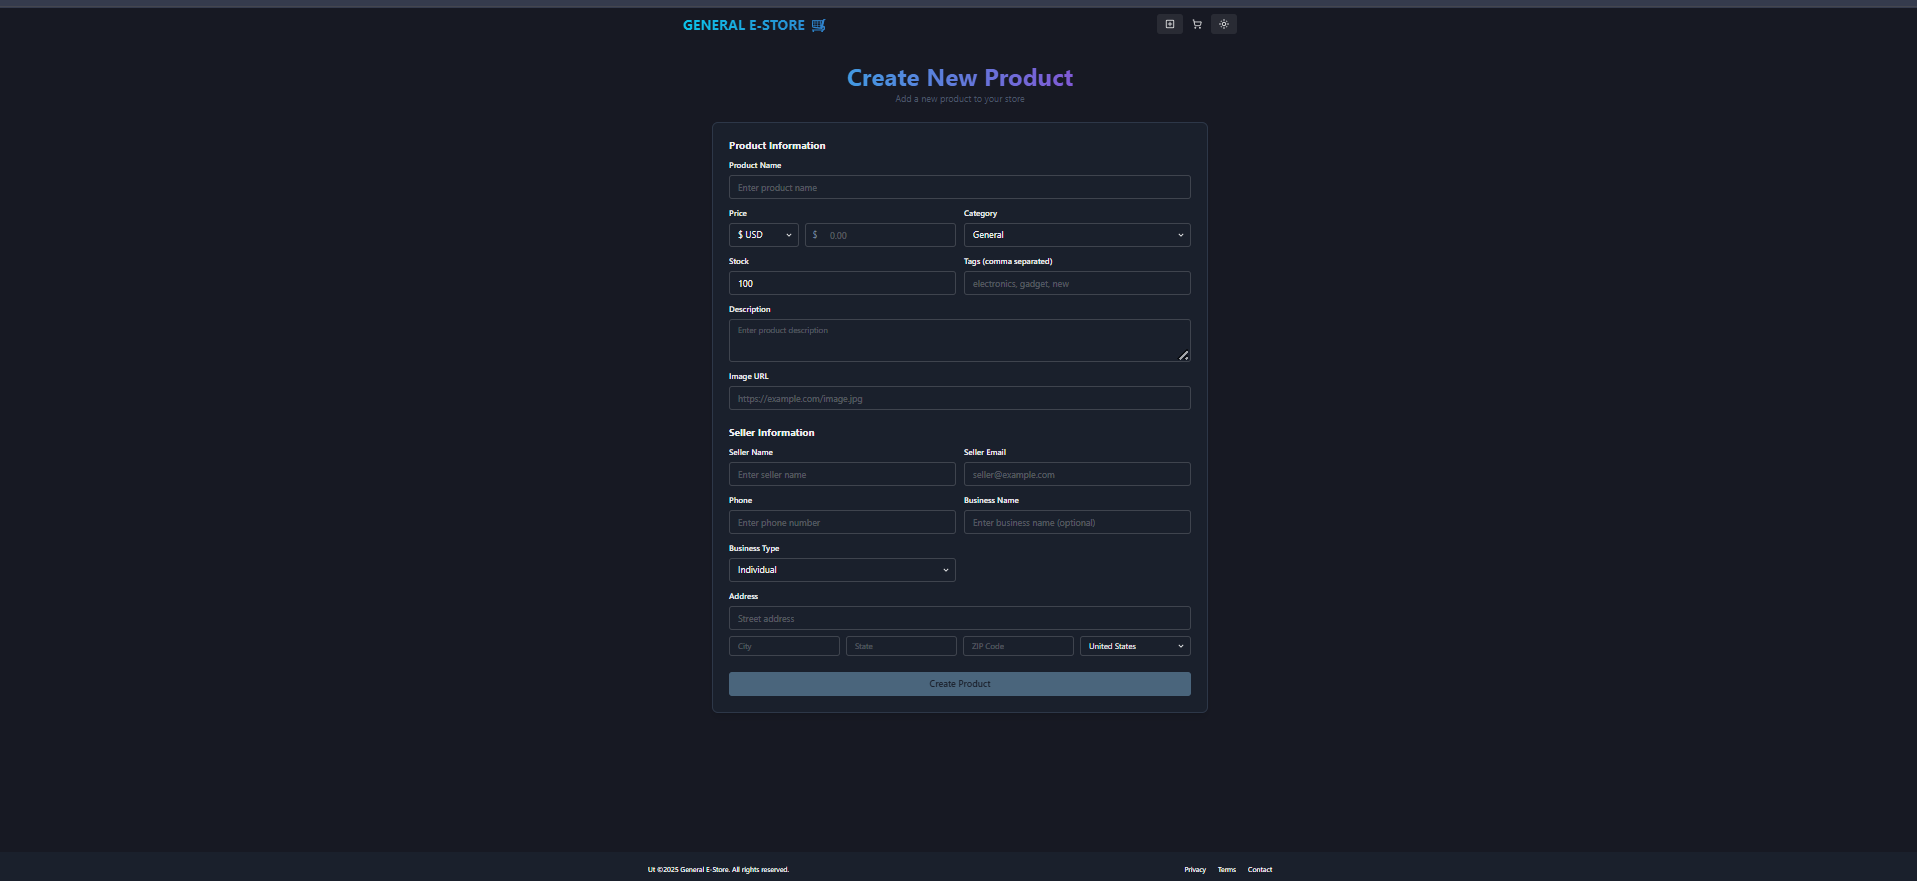 GENERAL E-STORE 🛒
Create New Product
Add a new product to your store
Product Information
Product Name
Enter product name
Price
Category
$ USD
$ 0.00
General
Stock
Tags (comma separated)
100
electronics, gadget, new
Description
Enter product description
Image URL
https://example.com/image.jpg
Seller Information
Seller Name
Seller Email
Enter seller name
seller@example.com
Phone
Business Name
Enter phone number
Enter business name (optional)
Business Type
Individual
Address
Street address
City
State
ZIP Code
United States
Create Product
Ut ©2025 General E-Store. All rights reserved.
Privacy
Terms
Contact